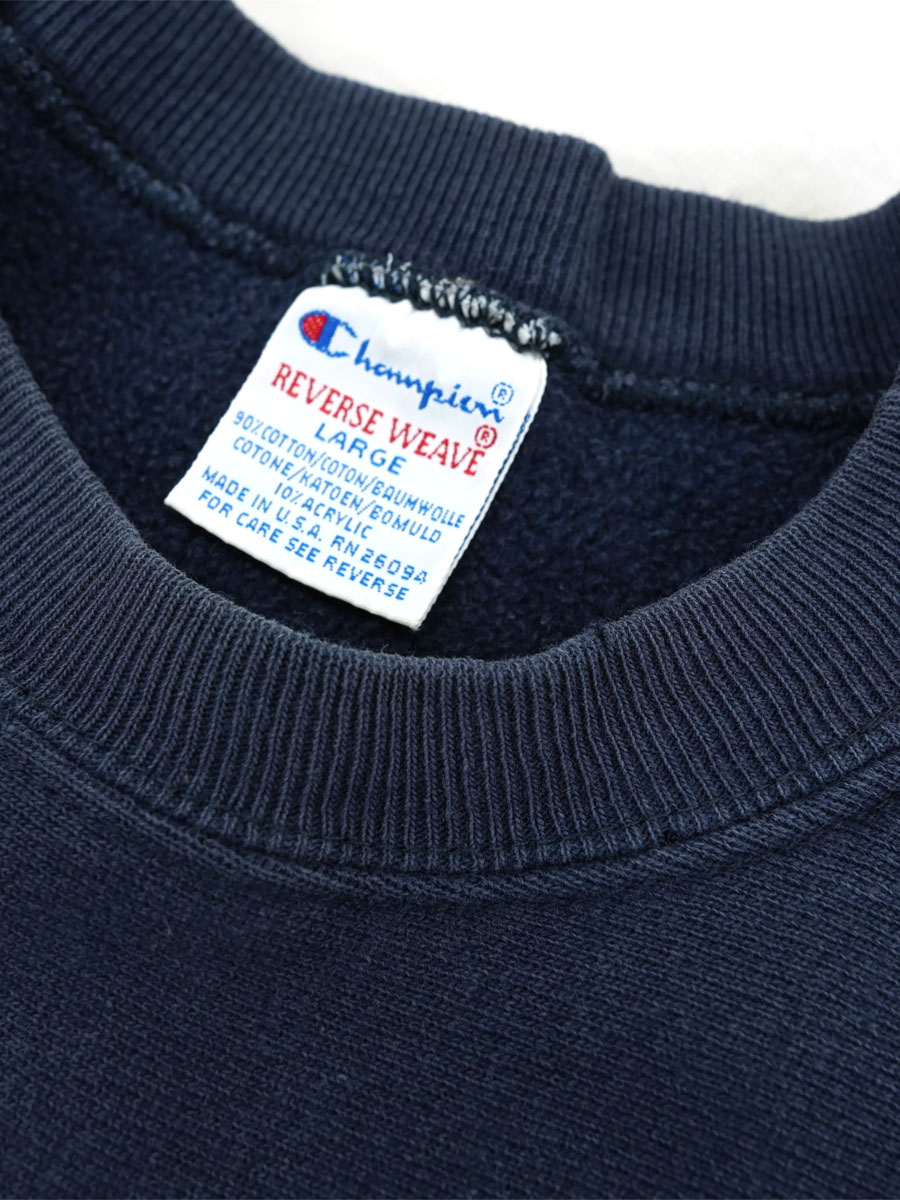 Champion®
REVERSE WEAVE®
LARGE
90% COTTON/COTON/BAUMWOLLE
COTONE/KATOEN/BOMULD
10% ACRYLIC
MADE IN U.S.A. RN 26094
FOR CARE SEE REVERSE